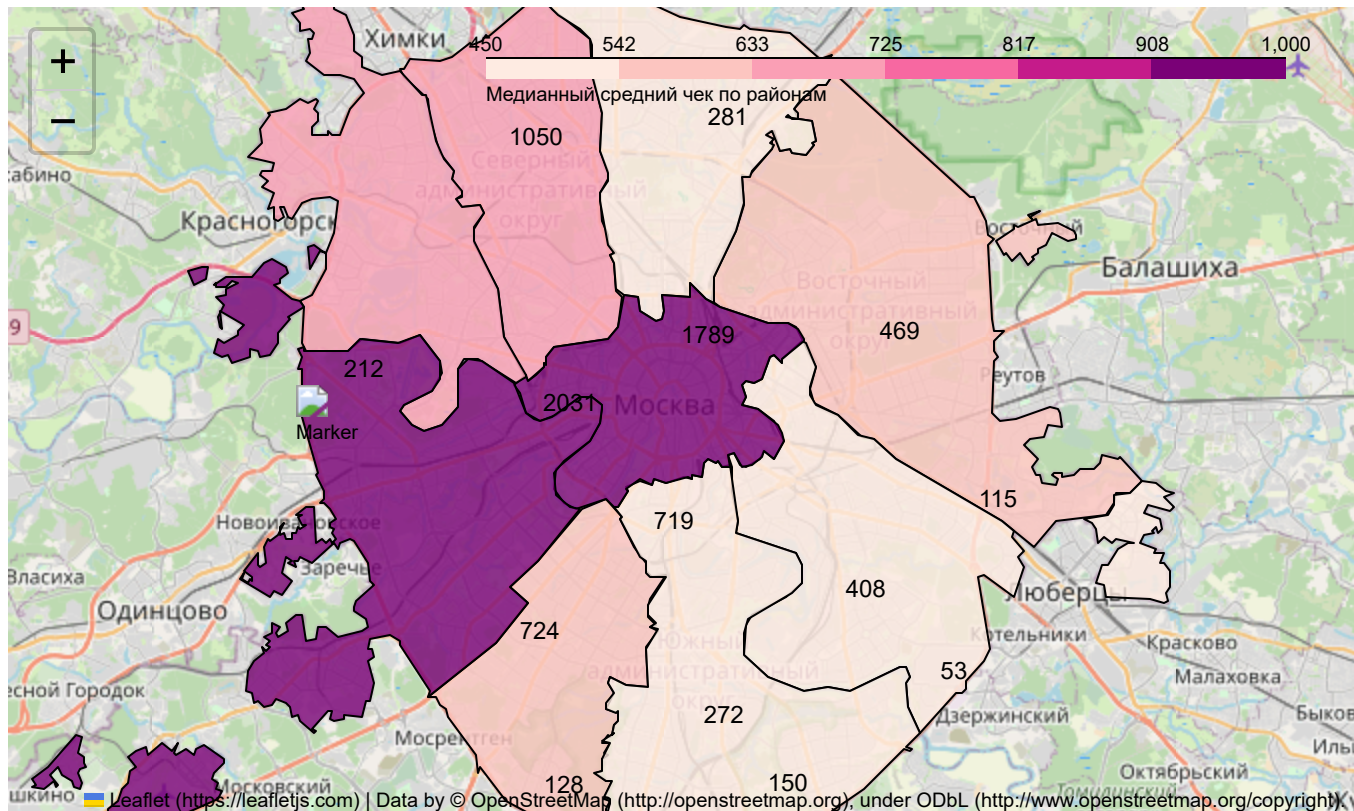 +
−
Химки
450 542 633 725 817 908 1,000
Медианный средний чек по районам
281
1050
Северный
административный
округ
Красногорск
Восточный
Балашиха
Восточный
административный
округ
9
1789
469
212
Реутов
2031
Москва
Marker
115
719
Новоивановское
Заречье
Власиха
408
Люберцы
Одинцово
724
Южный
административный
округ
Котельники
Красково
53
Малаховка
272
Дзержинский
Мосрентген
Октябрьский
128
150
Московский
Томилинский
Leaflet (https://leafletjs.com) | Data by © OpenStreetMap (http://openstreetmap.org), under ODbL (http://www.openstreetmap.org/copyright).